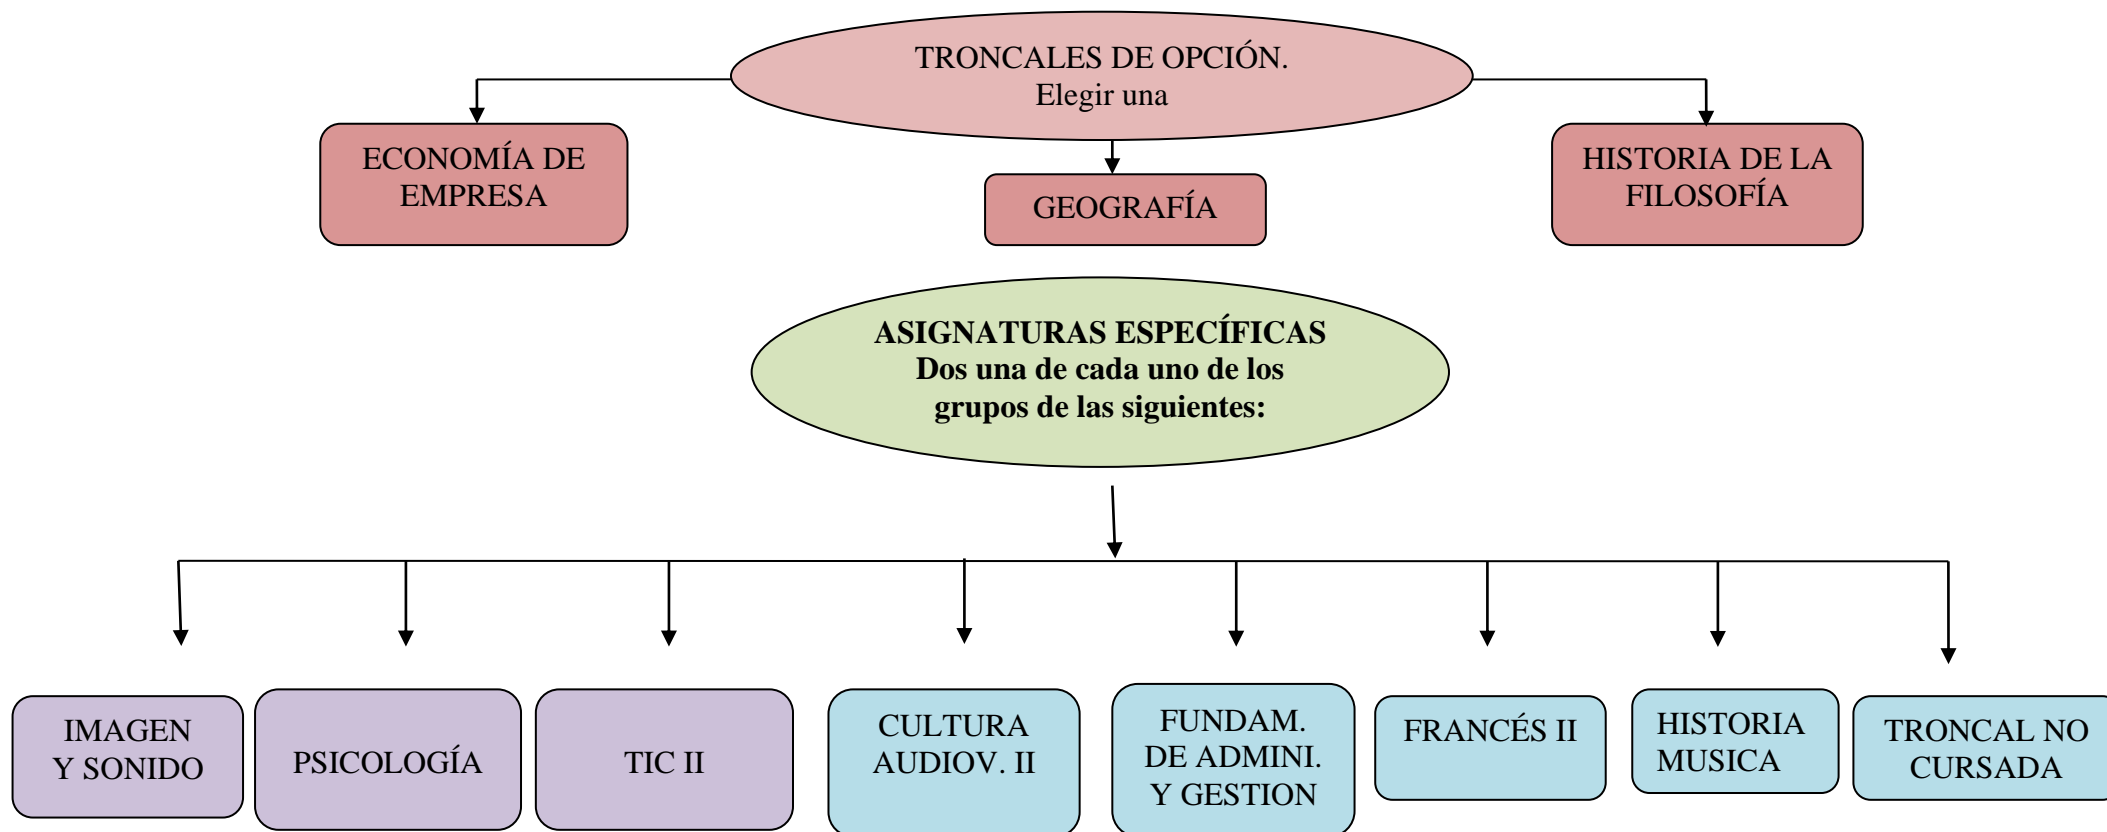 TRONCALES DE OPCIÓN.
Elegir una
ECONOMÍA DE
EMPRESA
GEOGRAFÍA
HISTORIA DE LA
FILOSOFÍA
ASIGNATURAS ESPECÍFICAS
Dos una de cada uno de los
grupos de las siguientes:
IMAGEN
Y SONIDO
PSICOLOGÍA
TIC II
CULTURA
AUDIOV. II
FUNDAM.
DE ADMINI.
Y GESTION
FRANCÉS II
HISTORIA
MUSICA
TRONCAL NO
CURSADA